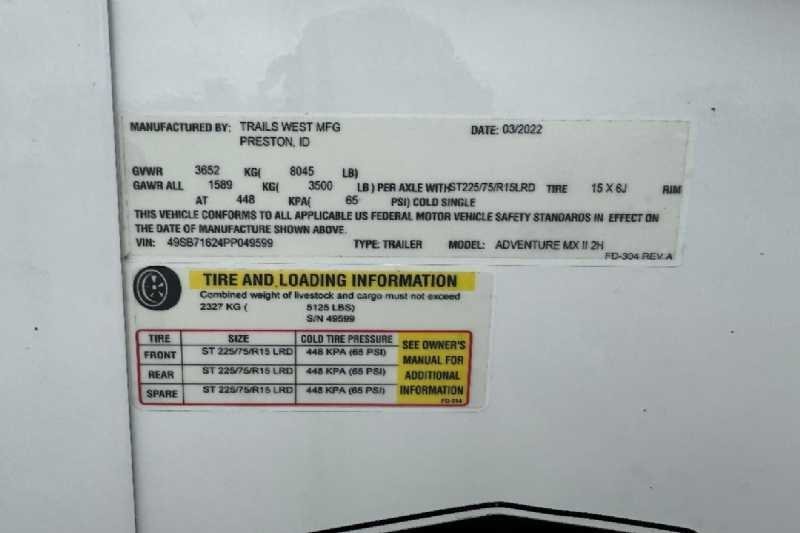 MANUFACTURED BY: TRAILS WEST MFG DATE: 03/2022
PRESTON, ID
GVWR 3652 KG( 8045 LB)
GAWR ALL 1589 KG( 3500 LB ) PER AXLE WITH ST225/75/R15LRD TIRE 15 X 6J RIM
AT 448 KPA( 65 PSI) COLD SINGLE
THIS VEHICLE CONFORMS TO ALL APPLICABLE US FEDERAL MOTOR VEHICLE SAFETY STANDARDS IN EFFECT ON
THE DATE OF MANUFACTURE SHOWN ABOVE.
VIN: 49SB71624PP049599 TYPE: TRAILER MODEL: ADVENTURE MX II 2H
FD-304 REV A
TIRE AND LOADING INFORMATION
Combined weight of livestock and cargo must not exceed
2327 KG ( 5125 LBS)
S/N 49599
TIRE SIZE COLD TIRE PRESSURE
FRONT ST 225/75/R15 LRD 448 KPA (65 PSI)
REAR ST 225/75/R15 LRD 448 KPA (65 PSI)
SPARE ST 225/75/R15 LRD 448 KPA (65 PSI)
SEE OWNER'S
MANUAL FOR
ADDITIONAL
INFORMATION